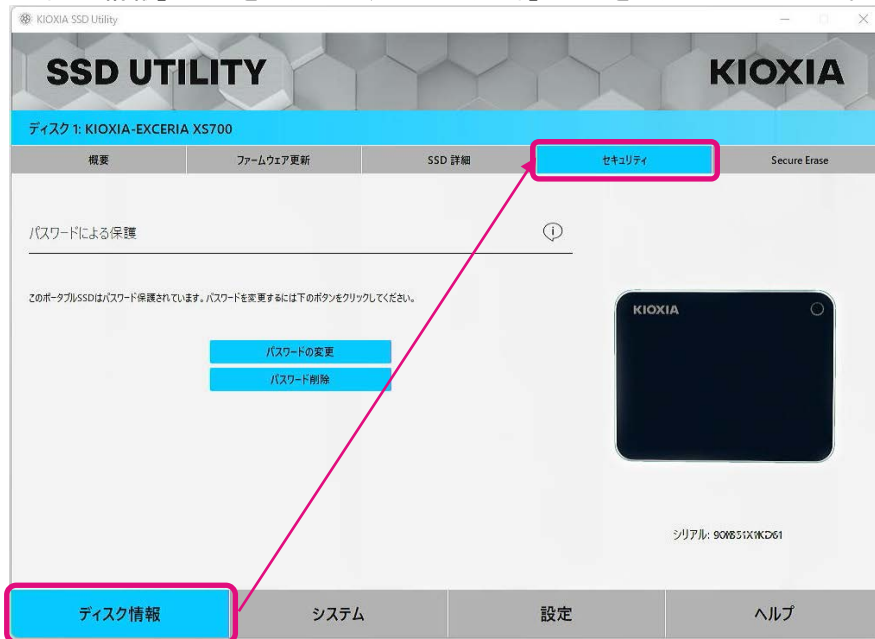 KIOXIA SSD Utility
SSD UTILITY
KIOXIA
ディスク 1: KIOXIA-EXCERIA XS700
概要
ファームウェア更新
SSD 詳細
セキュリティ
Secure Erase
パスワードによる保護
このポータブルSSDはパスワード保護されています。パスワードを変更するには下のボタンをクリックしてください。
パスワードの変更
パスワード削除
KIOXIA
シリアル:
ディスク情報
システム
設定
ヘルプ